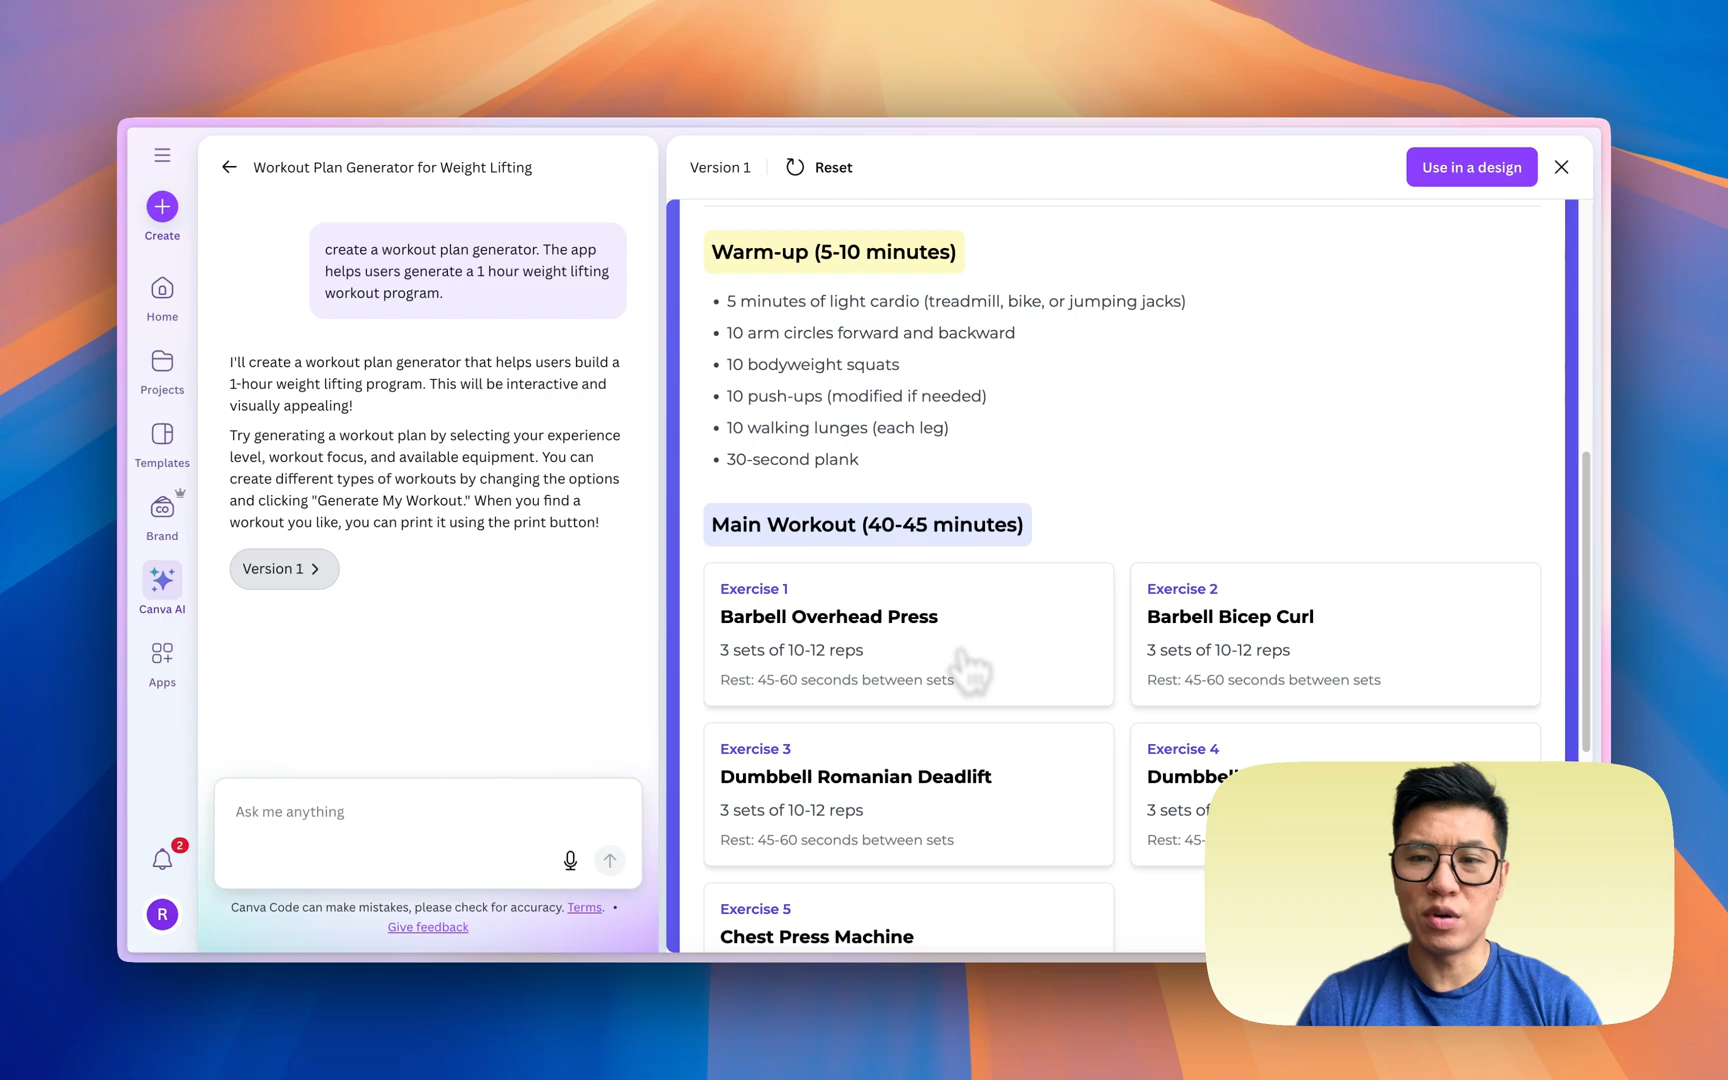 Create
Home
Projects
Templates
CO
Brand
Canva AI
Apps
2
R
Workout Plan Generator for Weight Lifting
create a workout plan generator. The app
helps users generate a 1 hour weight lifting
workout program.
I'll create a workout plan generator that helps users build a
1-hour weight lifting program. This will be interactive and
visually appealing!
Try generating a workout plan by selecting your experience
level, workout focus, and available equipment. You can
create different types of workouts by changing the options
and clicking "Generate My Workout." When you find a
workout you like, you can print it using the print button!
Version 1
Ask me anything
Canva Code can make mistakes, please check for accuracy. Terms. •
Give feedback
Version 1
Reset
Use in a design
Warm-up (5-10 minutes)
• 5 minutes of light cardio (treadmill, bike, or jumping jacks)
• 10 arm circles forward and backward
• 10 bodyweight squats
• 10 push-ups (modified if needed)
• 10 walking lunges (each leg)
• 30-second plank
Main Workout (40-45 minutes)
Exercise 1
Barbell Overhead Press
3 sets of 10-12 reps
Rest: 45-60 seconds between sets
Exercise 2
Barbell Bicep Curl
3 sets of 10-12 reps
Rest: 45-60 seconds between sets
Exercise 3
Dumbbell Romanian Deadlift
3 sets of 10-12 reps
Rest: 45-60 seconds between sets
Exercise 4
3 sets of
Rest: 45-
Exercise 5
Chest Press Machine